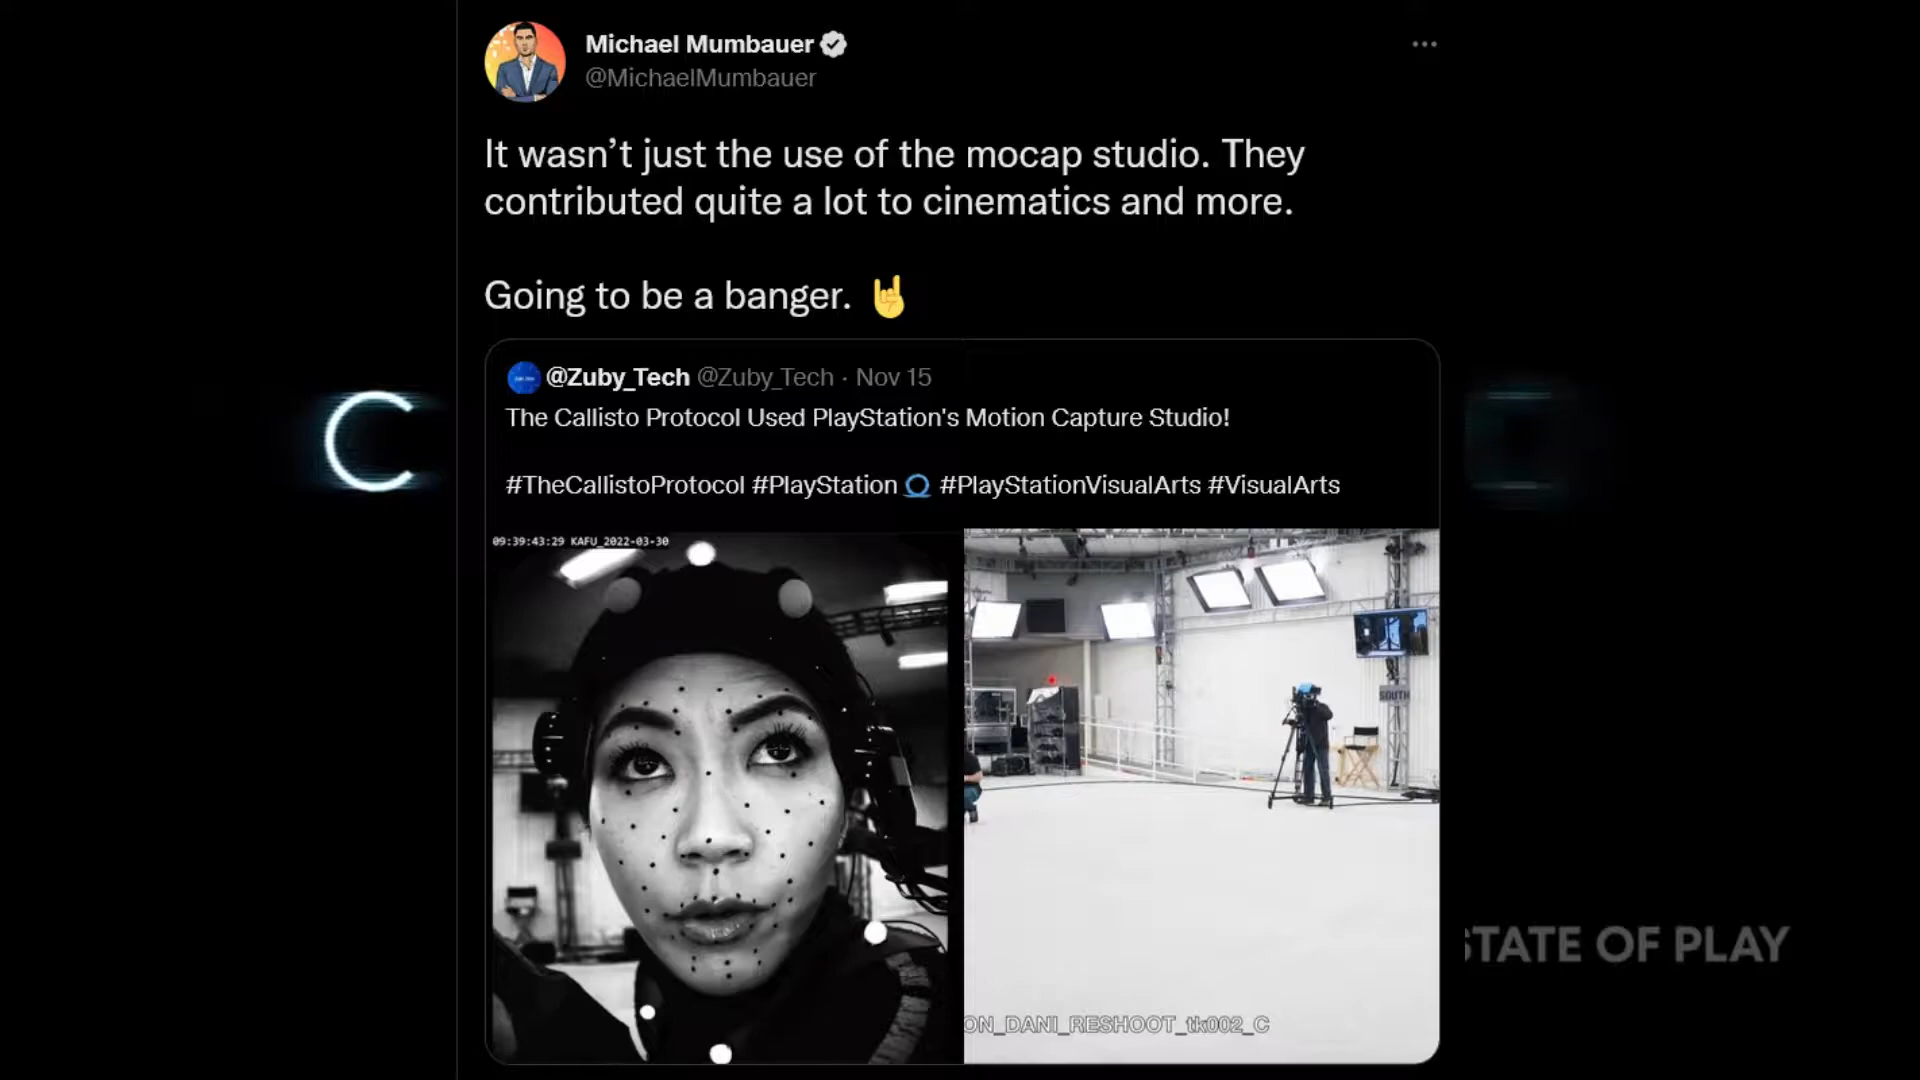 Michael Mumbauer
@MichaelMumbauer
It wasn’t just the use of the mocap studio. They
contributed quite a lot to cinematics and more.
Going to be a banger. 🤘
@Zuby_Tech @Zuby_Tech · Nov 15
The Callisto Protocol Used PlayStation's Motion Capture Studio!
#TheCallistoProtocol #PlayStation #PlayStationVisualArts #VisualArts
09:39:43:29 KAFU_2022-03-30
SOUTH
ON_DANI_RESHOOT_tk002_C
C
STATE OF PLAY